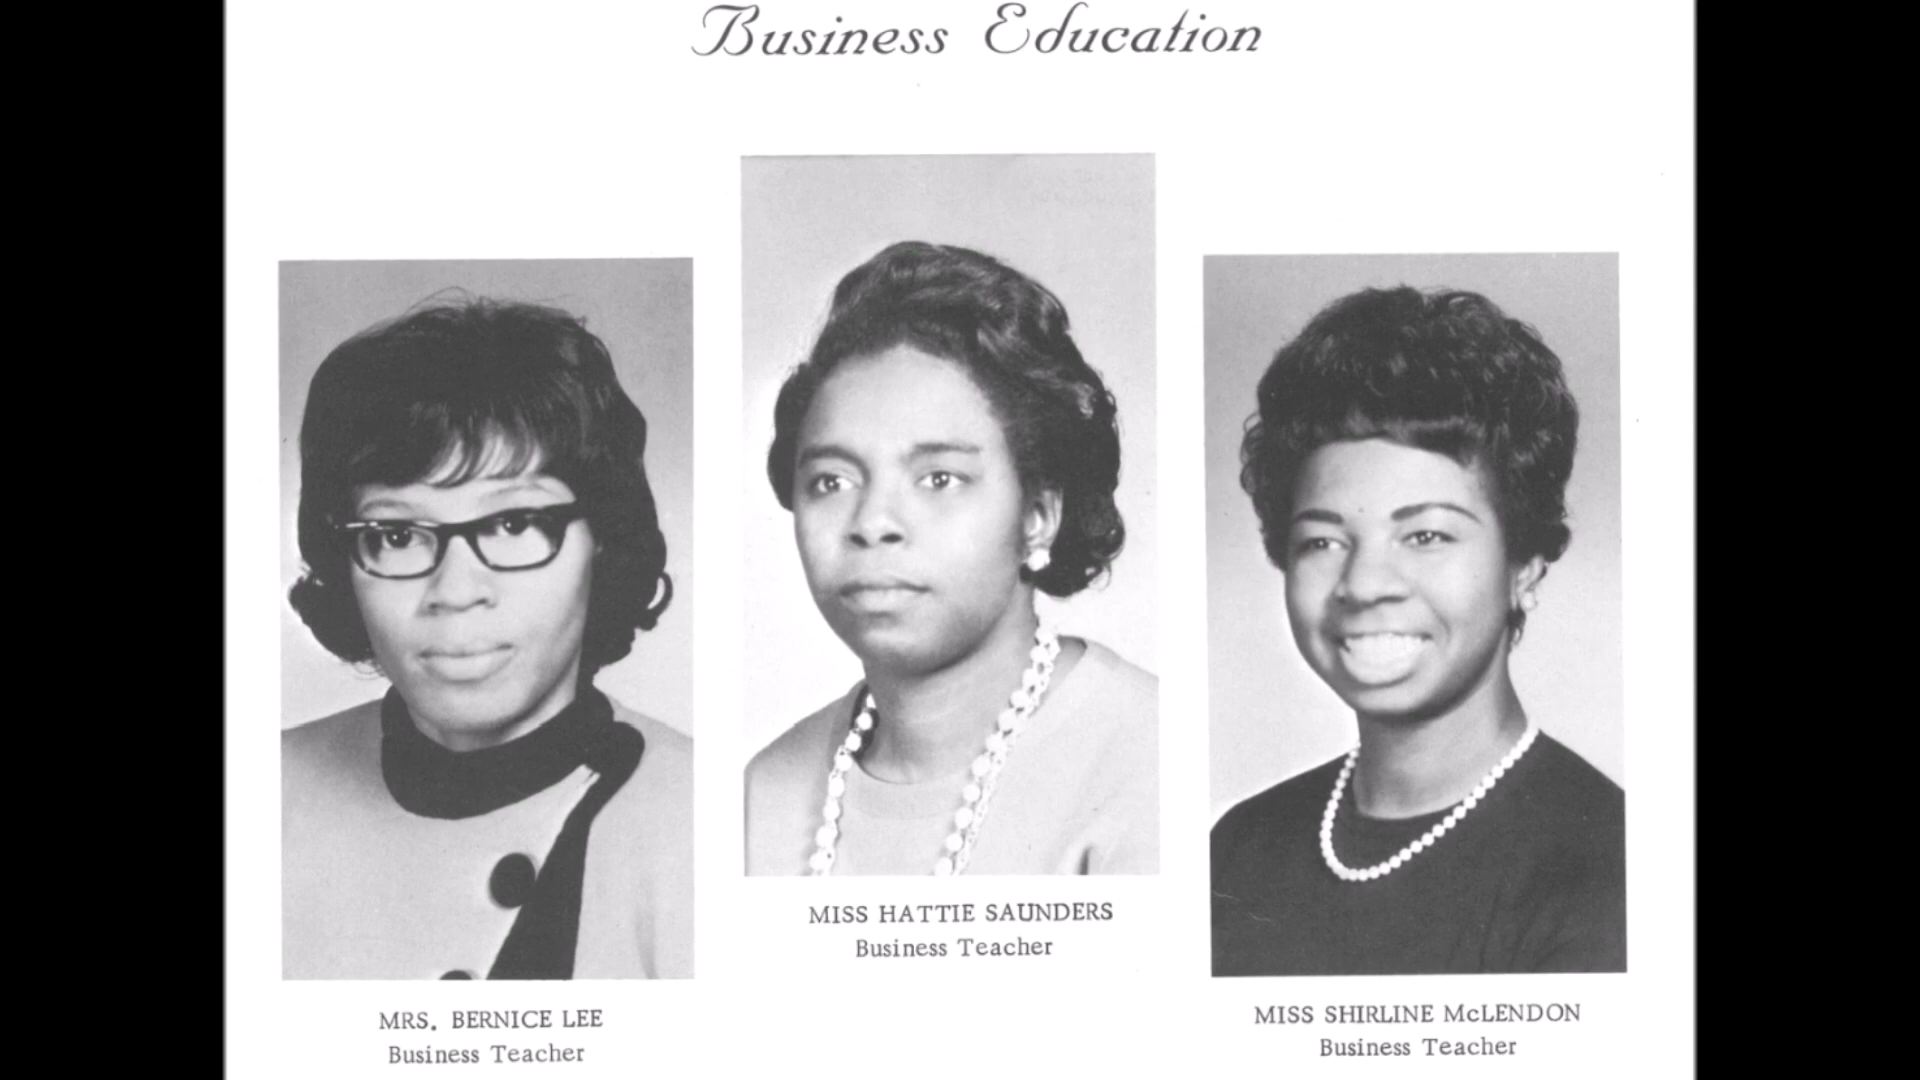 Business Education
MISS HATTIE SAUNDERS
Business Teacher
MRS. BERNICE LEE
Business Teacher
MISS SHIRLINE McLENDON
Business Teacher